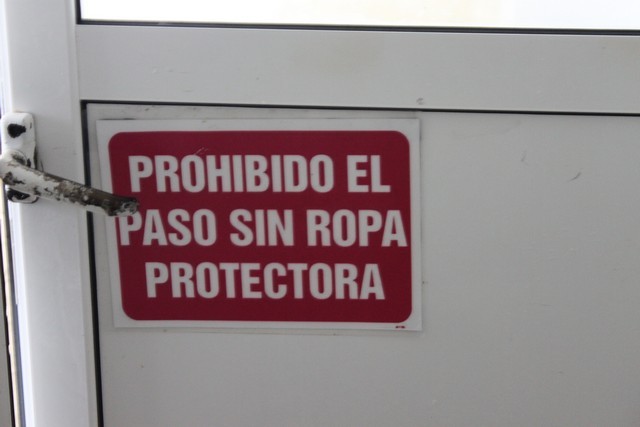 PROHIBIDO EL
PASO SIN ROPA
PROTECTORA